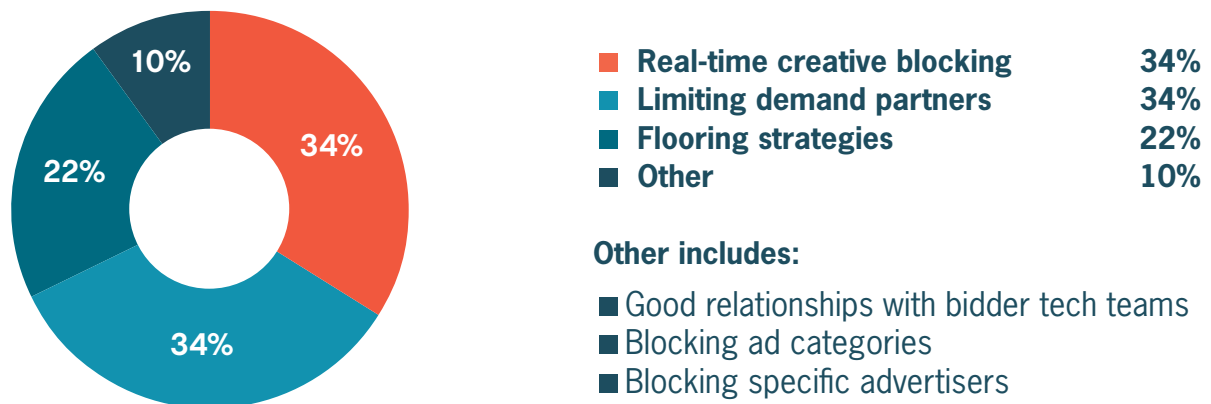 10%
34%
22%
34%
Real-time creative blocking 34%
Limiting demand partners 34%
Flooring strategies 22%
Other 10%
Other includes:
Good relationships with bidder tech teams
Blocking ad categories
Blocking specific advertisers